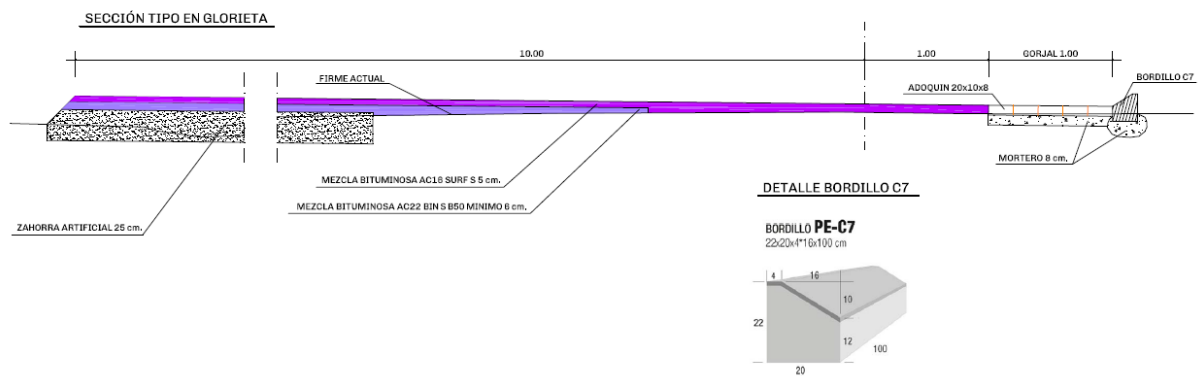 SECCIÓN TIPO EN GLORIETA
10.00
1.00
GORJAL 1.00
FIRME ACTUAL
BORDILLO C7
ADOQUIN 20x10x8
MEZCLA BITUMINOSA AC16 SURF S 5 cm.
MORTERO 8 cm.
MEZCLA BITUMINOSA AC22 BIN S B50 MINIMO 6 cm.
ZAHORRA ARTIFICIAL 25 cm.
DETALLE BORDILLO C7
BORDILLO PE-C7
22x20x4*16x100 cm
4
16
10
22
12
100
20